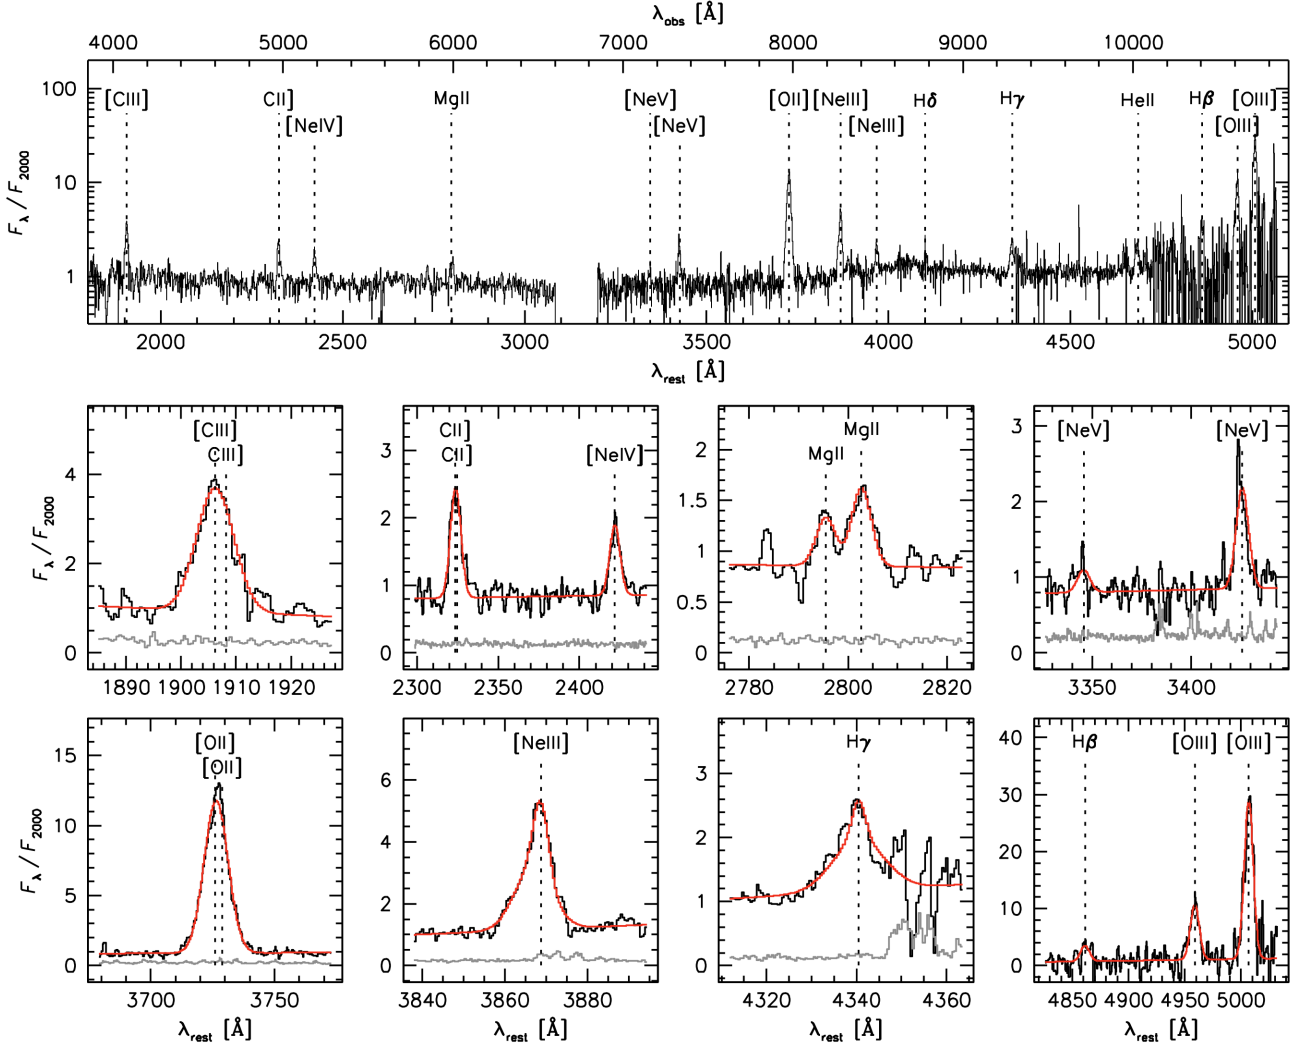 λobs [Å]
4000 5000 6000 7000 8000 9000 10000
[CIII] CII] MgII [NeV] [OII] [NeIII] Hδ Hγ HeII Hβ [OIII]
[NeIV] [NeV] [NeIII] [OIII]
100
10
1
Fλ / F2000
2000 2500 3000 3500 4000 4500 5000
λrest [Å]
[CIII]
CIII]
4
2
0
Fλ / F2000
1890 1900 1910 1920
CII]
CII] [NeIV]
3
2
1
0
2300 2350 2400
MgII
MgII
2
1.5
1
0.5
0
2780 2800 2820
[NeV] [NeV]
3
2
1
0
3350 3400
[OII]
[OII]
15
10
5
0
Fλ / F2000
3700 3750
λrest [Å]
[NeIII]
6
4
2
0
3840 3860 3880
λrest [Å]
Hγ
3
2
1
0
4320 4340 4360
λrest [Å]
Hβ [OIII] [OIII]
40
30
20
10
0
4850 4900 4950 5000
λrest [Å]